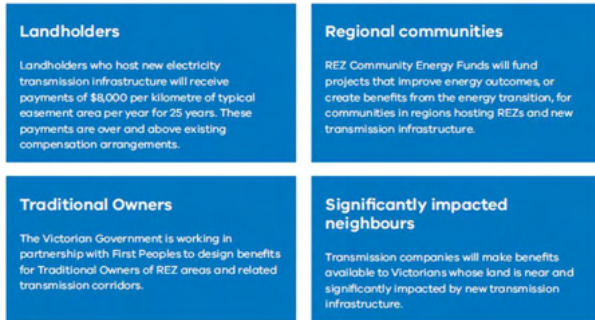 Landholders
Landholders who host new electricity
transmission infrastructure will receive
payments of $8,000 per kilometre of typical
easement area per year for 25 years. These
payments are over and above existing
compensation arrangements.
Regional communities
REZ Community Energy Funds will fund
projects that improve energy outcomes, or
create benefits from the energy transition, for
communities in regions hosting REZs and new
transmission infrastructure.
Traditional Owners
The Victorian Government is working in
partnership with First Peoples to design benefits
for Traditional Owners of REZ areas and related
transmission corridors.
Significantly impacted
neighbours
Transmission companies will make benefits
available to Victorians whose land is near and
significantly impacted by new transmission
infrastructure.